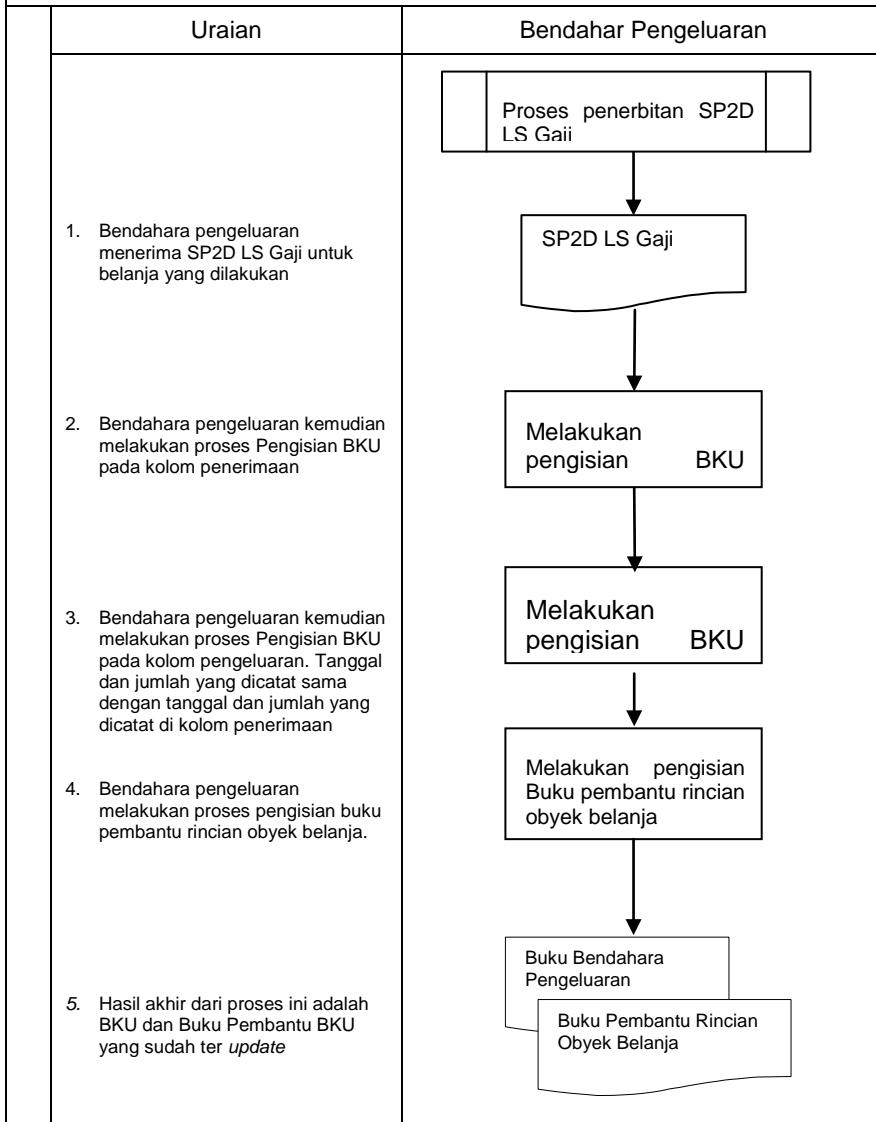 Uraian
Bendahar Pengeluaran
Proses penerbitan SP2D
LS Gaji
1. Bendahara pengeluaran
menerima SP2D LS Gaji untuk
belanja yang dilakukan
SP2D LS Gaji
2. Bendahara pengeluaran kemudian
melakukan proses Pengisian BKU
pada kolom penerimaan
Melakukan
pengisian BKU
3. Bendahara pengeluaran kemudian
melakukan proses Pengisian BKU
pada kolom pengeluaran. Tanggal
dan jumlah yang dicatat sama
dengan tanggal dan jumlah yang
dicatat di kolom penerimaan
Melakukan
pengisian BKU
4. Bendahara pengeluaran
melakukan proses pengisian buku
pembantu rincian obyek belanja.
Melakukan pengisian
Buku pembantu rincian
obyek belanja
5. Hasil akhir dari proses ini adalah
BKU dan Buku Pembantu BKU
yang sudah ter update
Buku Bendahara
Pengeluaran
Buku Pembantu Rincian
Obyek Belanja